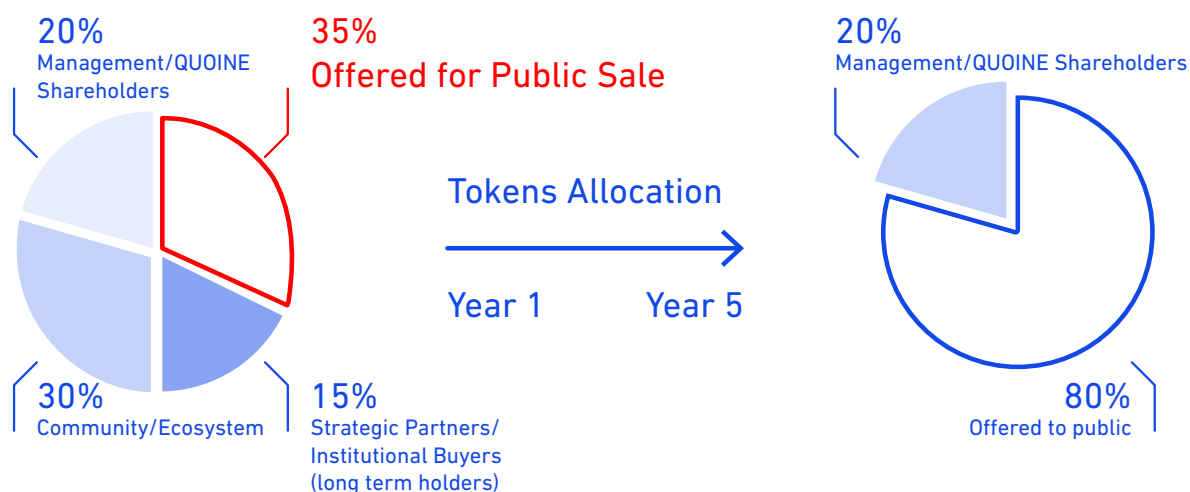 20%
Management/QUOINE
Shareholders
35%
Offered for Public Sale
30%
Community/Ecosystem
15%
Strategic Partners/
Institutional Buyers
(long term holders)
Tokens Allocation
Year 1
Year 5
20%
Management/QUOINE Shareholders
80%
Offered to public